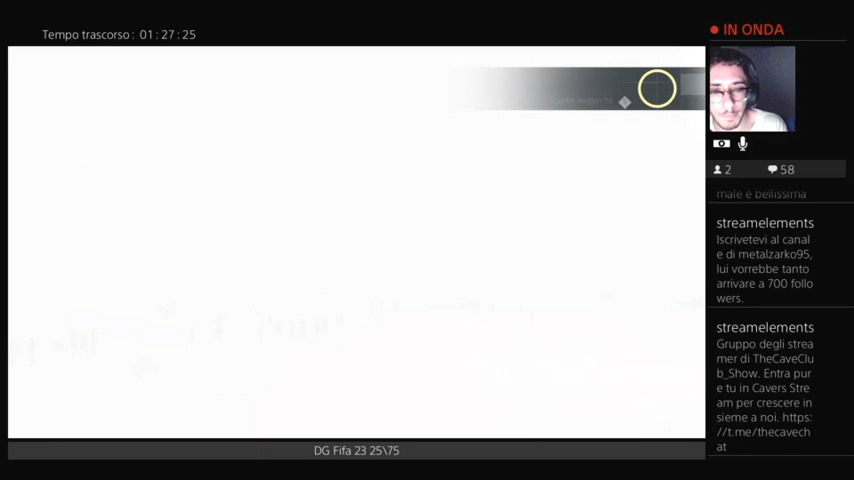 Tempo trascorso: 01:27:25
IN ONDA
2
58
male è bellissima
streamelements
Iscrivetevi al canal
e di metalzarko95,
lui vorrebbe tanto
arrivare a 700 follo
wers.
streamelements
Gruppo degli strea
mer di TheCaveClu
b_Show. Entra pur
e tu in Cavers Stre
am per crescere in
sieme a noi. https:
//t.me/thecavech
at
DG Fifa 23 25\75